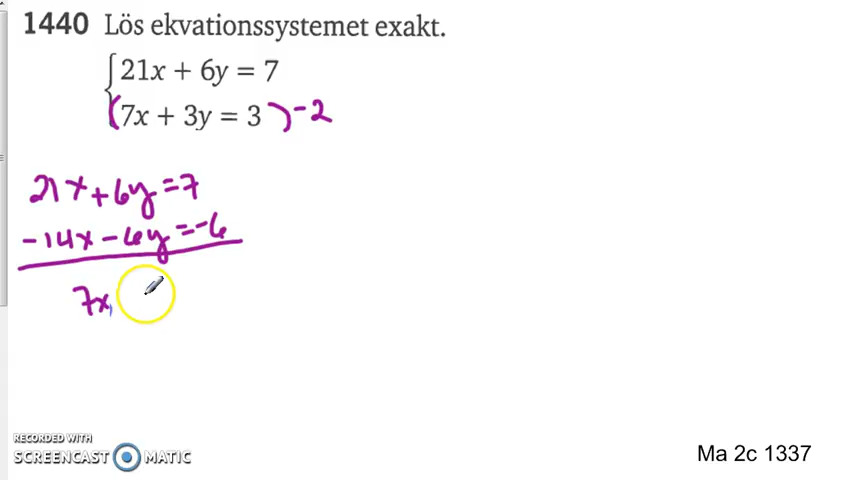 1440 Lös ekvationssystemet exakt.
21x + 6y = 7
(7x + 3y = 3)-2
21x+6y=7
-14x-6y=-6
7x
RECORDED WITH
SCREENCAST MATIC
Ma 2c 1337